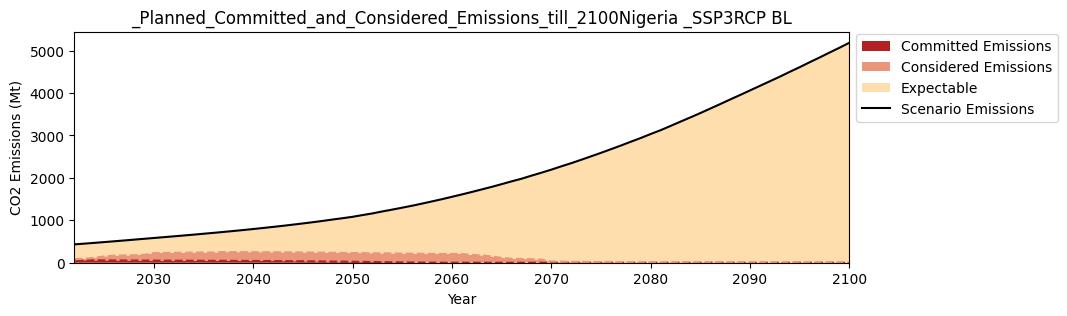 _Planned_Committed_and_Considered_Emissions_till_2100Nigeria _SSP3RCP BL
Committed Emissions
Considered Emissions
Expectable
Scenario Emissions
CO2 Emissions (Mt)
5000
4000
3000
2000
1000
0
2030 2040 2050 2060 2070 2080 2090 2100
Year